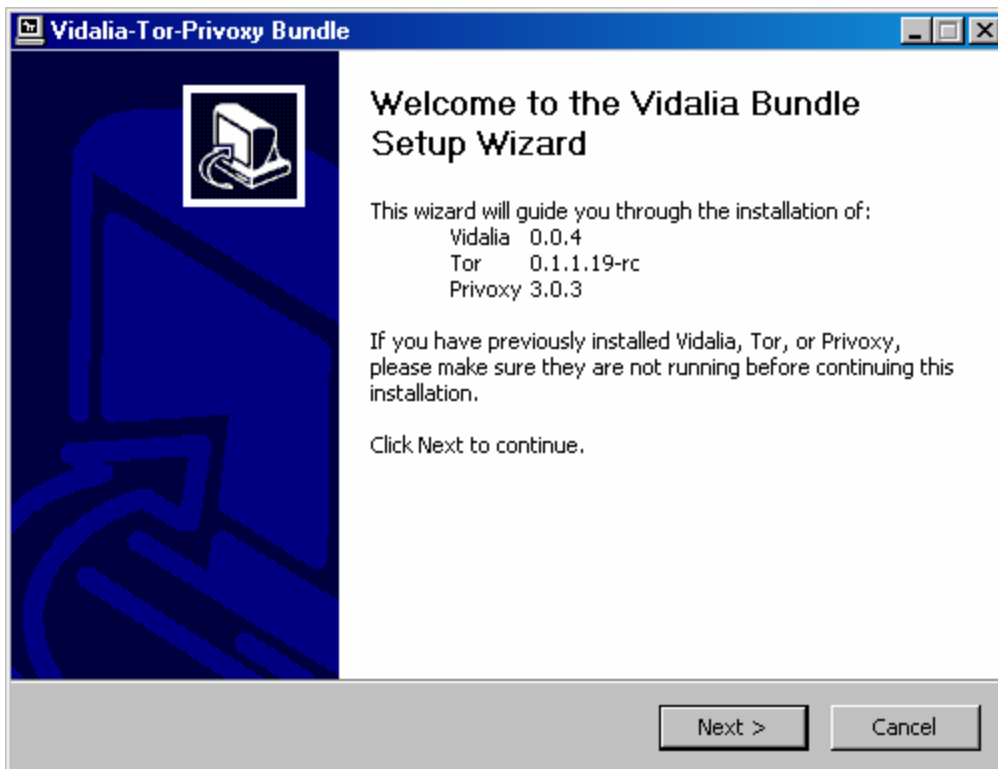 Vidalia-Tor-Privoxy Bundle
Welcome to the Vidalia Bundle
Setup Wizard
This wizard will guide you through the installation of:
Vidalia 0.0.4
Tor 0.1.1.19-rc
Privoxy 3.0.3
If you have previously installed Vidalia, Tor, or Privoxy,
please make sure they are not running before continuing this
installation.
Click Next to continue.
Next >
Cancel